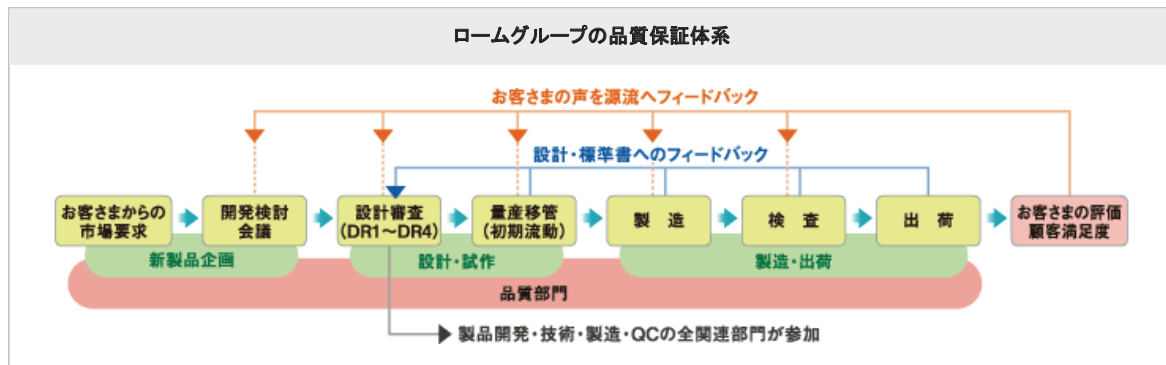 ロームグループの品質保証体系
お客さまの声を源流へフィードバック
設計・標準書へのフィードバック
お客さまからの
市場要求
開発検討
会議
設計審査
(DR1～DR4)
量産移管
(初期流動)
製 造
検 査
出 荷
お客さまの評価
顧客満足度
新製品企画
設計・試作
製造・出荷
品質部門
製品開発・技術・製造・QCの全関連部門が参加